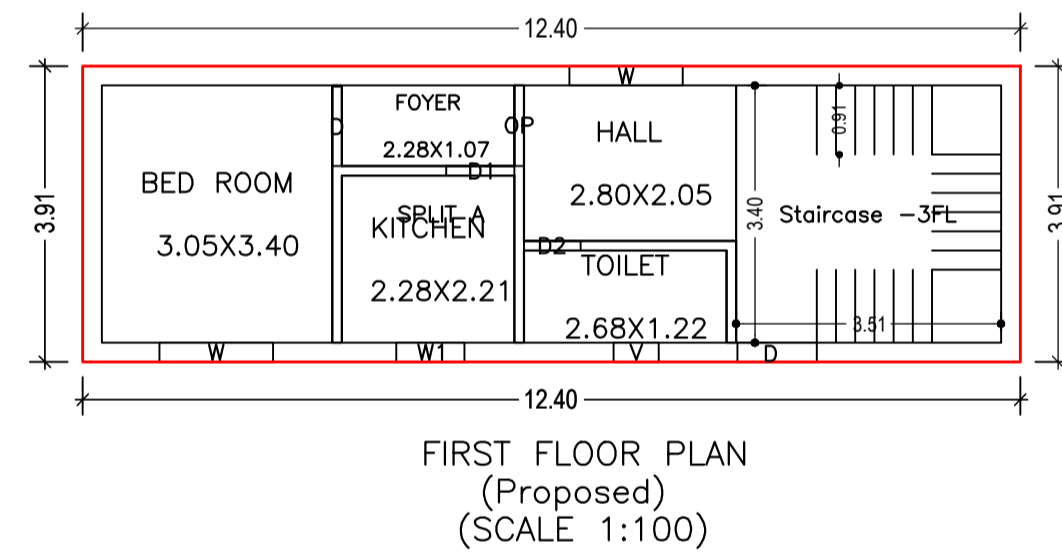 12.40
W
FOYER
D
OP
0.91
HALL
2.28X1.07
D1
BED ROOM
2.80X2.05
3.40
3.91
3.91
SPLIT A
Staircase -3FL
KITCHEN
3.05X3.40
D2
TOILET
2.28X2.21
2.68X1.22
3.51
W
W1
V
D
12.40
FIRST FLOOR PLAN
(Proposed)
(SCALE 1:100)